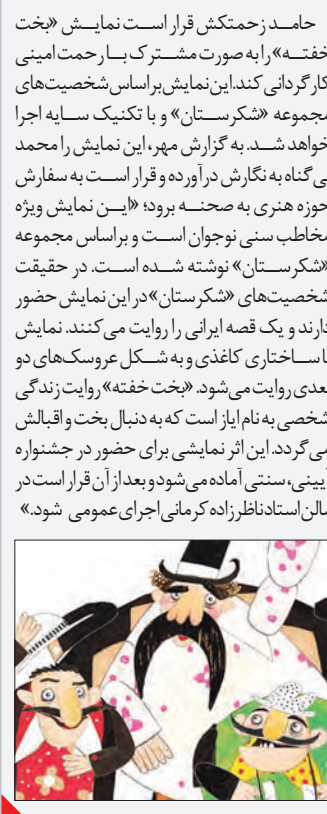 حامد زحمتکش قرار است نمایش «بخت
خفته» را به صورت مشترک با رحمت امینی
کارگردانی کند. این نمایش براساس شخصیت‌های
مجموعه «شکرستان» و با تکنیک سایه اجرا
خواهد شد. به گزارش مهر، این نمایش را محمد
بی‌گناه به نگارش درآورده و قرار است به سفارش
حوزه هنری به صحنه برود؛ «این نمایش ویژه
مخاطب سنی نوجوان است و براساس مجموعه
«شکرستان» نوشته شده است. در حقیقت
شخصیت‌های «شکرستان» در این نمایش حضور
دارند و یک قصه ایرانی را روایت می‌کنند. نمایش
با ساختاری کاغذی و به شکل عروسک‌های دو
بعدی روایت می‌شود. «بخت خفته» روایت زندگی
شخصی به نام ایاز است که به دنبال بخت و اقبالش
می‌گردد. این اثر نمایشی برای حضور در جشنواره
آیینی، سنتی آماده می‌شود و بعد از آن قرار است در
سالن استاد ناظرزاده کرمانی اجرای عمومی شود.»